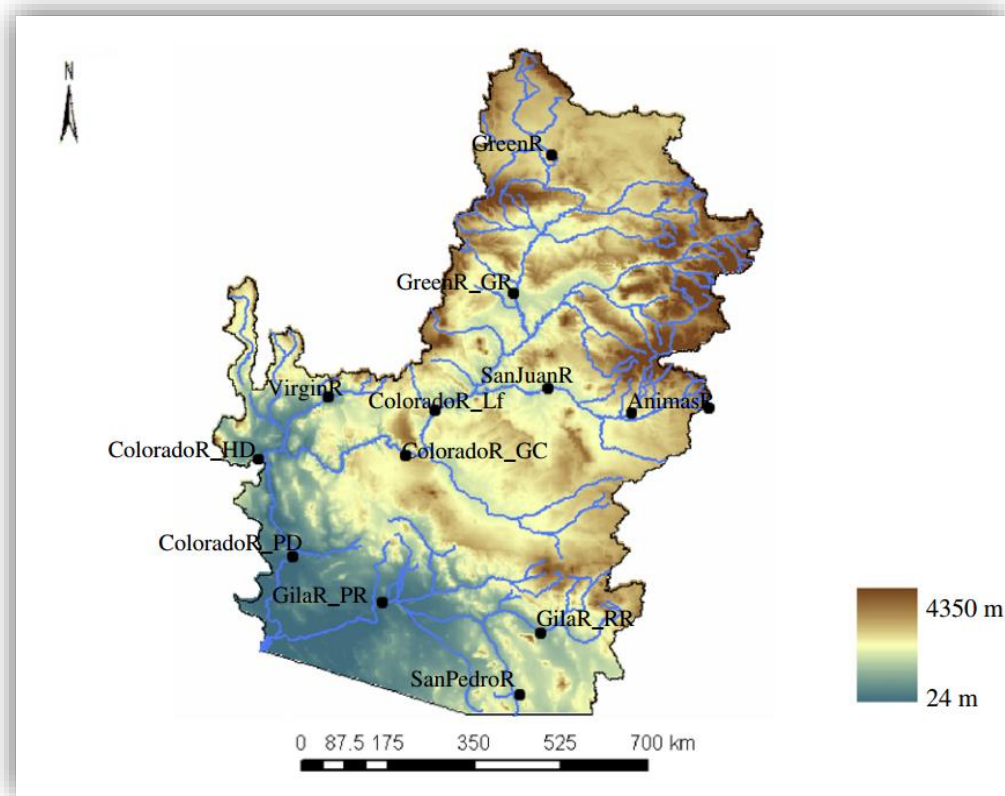 N
GreenR
GreenR_GR
SanJuanR
VirginR
ColoradoR_Lf
AnimasR
ColoradoR_HD
ColoradoR_GC
ColoradoR_PD
GilaR_PR
GilaR_RR
SanPedroR
4350 m
24 m
0 87.5 175 350 525 700 km